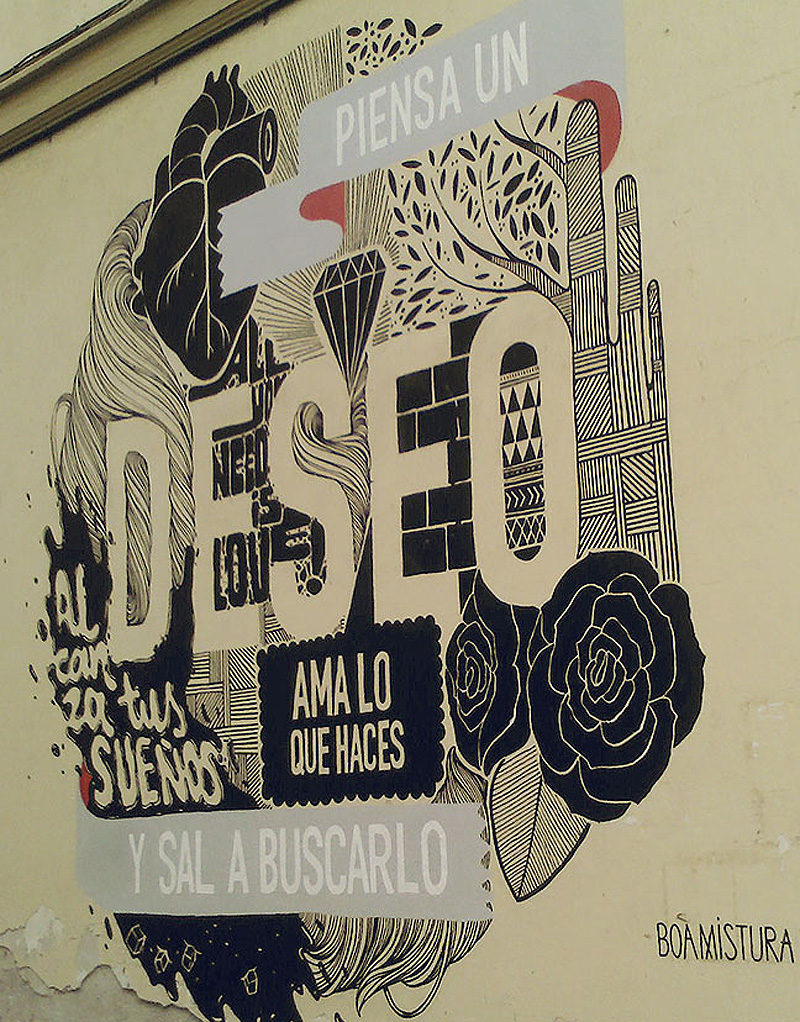 PIENSA UN
DESEO
ALL
YOU
NEED
IS
LOVE
AL
can
za tus
SUEÑOS
AMA LO
QUE HACES
Y SAL A BUSCARLO
BOAMISTURA